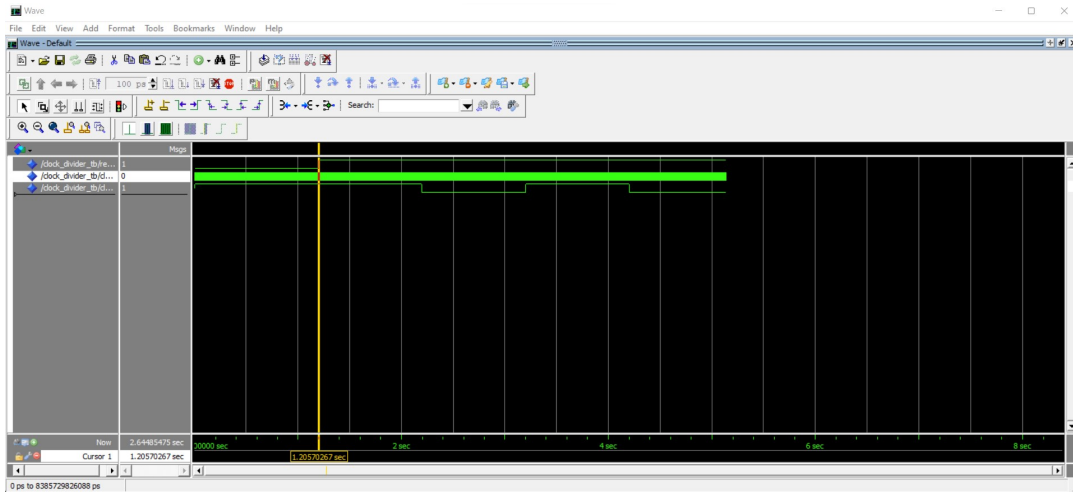 Wave
File Edit View Add Format Tools Bookmarks Window Help
Wave - Default
100 ps
Search:
Msgs
/clock_divider_tb/re... 1
/clock_divider_tb/cl... 0
/clock_divider_tb/cl... 1
Now 2.64485475 sec
00000 sec 2 sec 4 sec 6 sec 8 sec
Cursor 1 1.20570267 sec
1.20570267 sec
0 ps to 8385729826088 ps